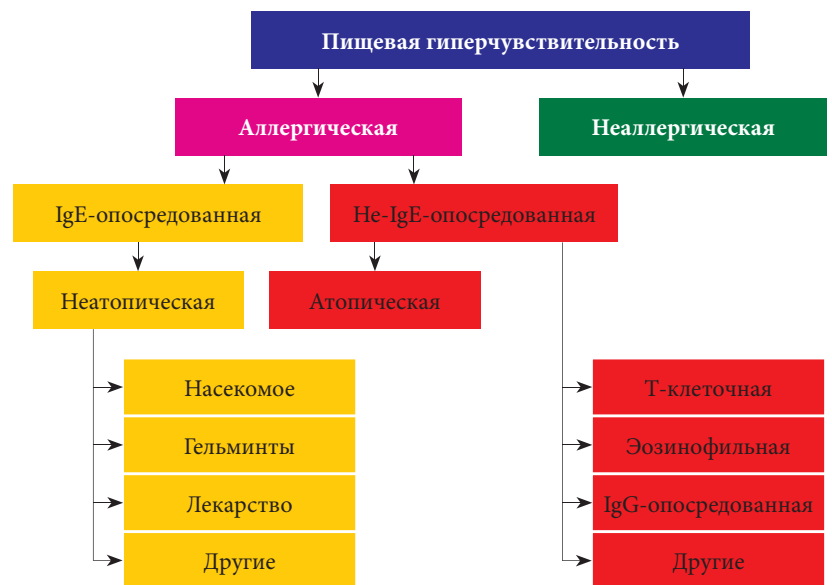 Пищевая гиперчувствительность
Аллергическая
Неаллергическая
IgE-опосредованная
Не-IgE-опосредованная
Неатопическая
Атопическая
Насекомое
Гельминты
Лекарство
Другие
Т-клеточная
Эозинофильная
IgG-опосредованная
Другие